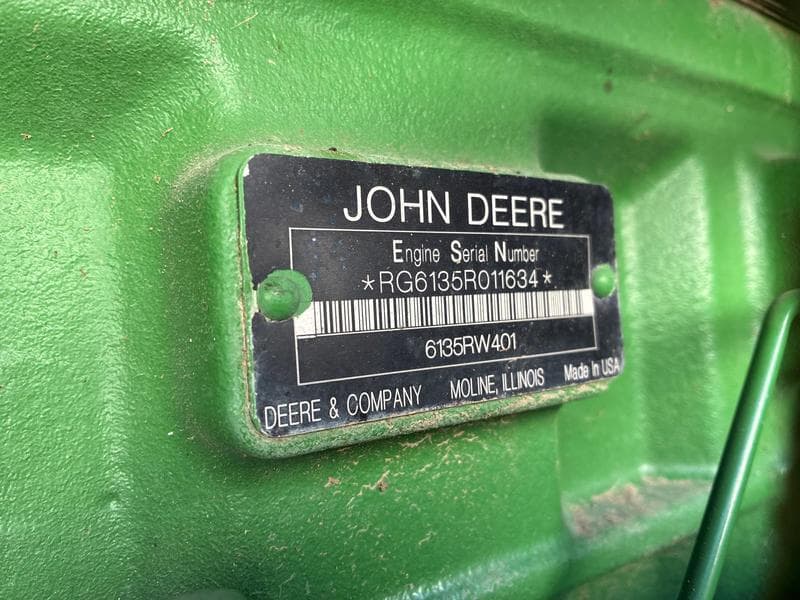 JOHN DEERE
Engine Serial Number
*RG6135R011634*
6135RW401
DEERE & COMPANY MOLINE, ILLINOIS Made In USA